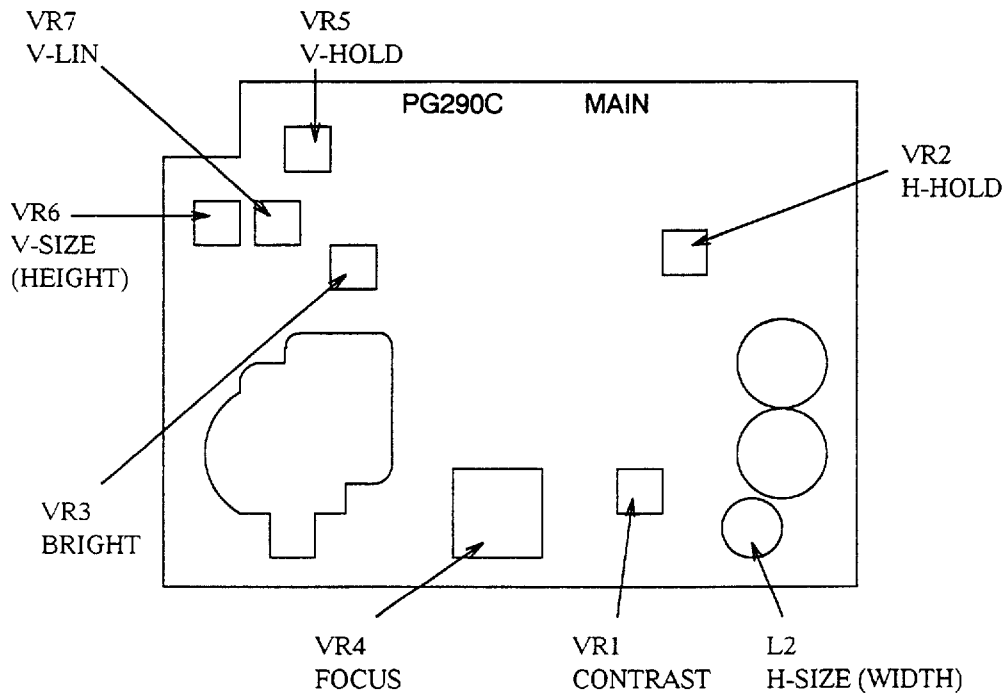 VR7
V-LIN
VR5
V-HOLD
PG290C MAIN
VR2
H-HOLD
VR6
V-SIZE
(HEIGHT)
VR3
BRIGHT
VR4
FOCUS
VR1
CONTRAST
L2
H-SIZE (WIDTH)